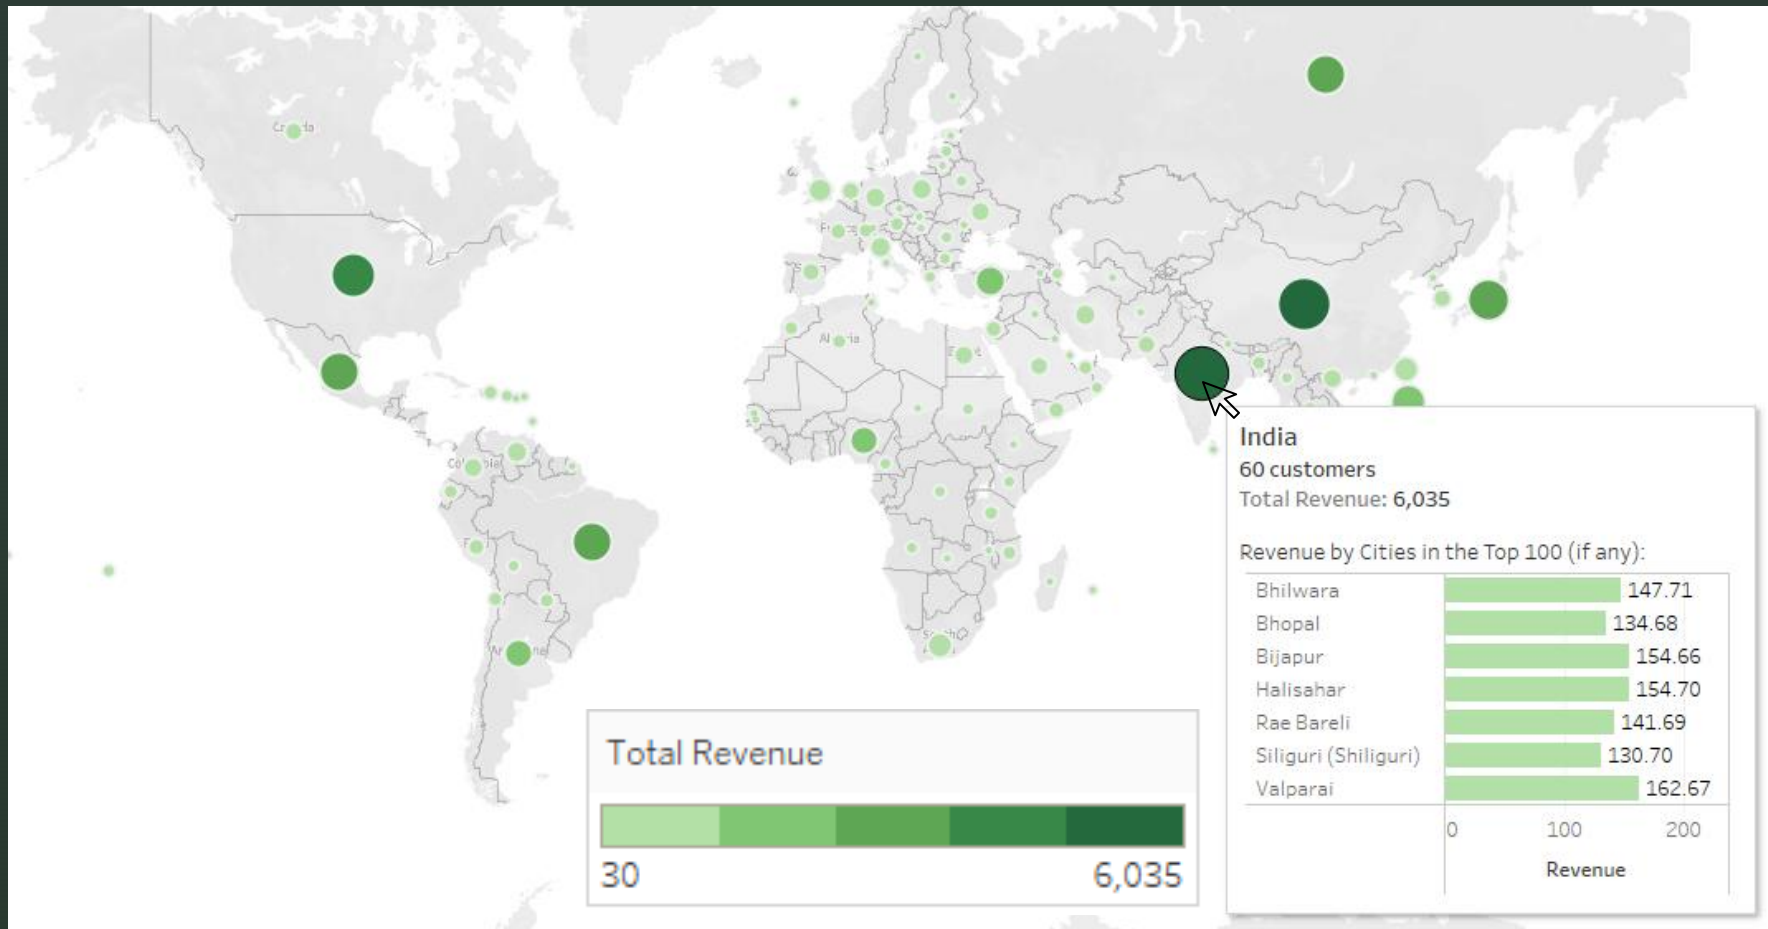 Algeria
Total Revenue
30
6,035
India
60 customers
Total Revenue: 6,035
Revenue by Cities in the Top 100 (if any):
Bhilwara 147.71
Bhopal 134.68
Bijapur 154.66
Halisahar 154.70
Rae Bareli 141.69
Siliguri (Shiliguri) 130.70
Valparai 162.67
0 100 200
Revenue